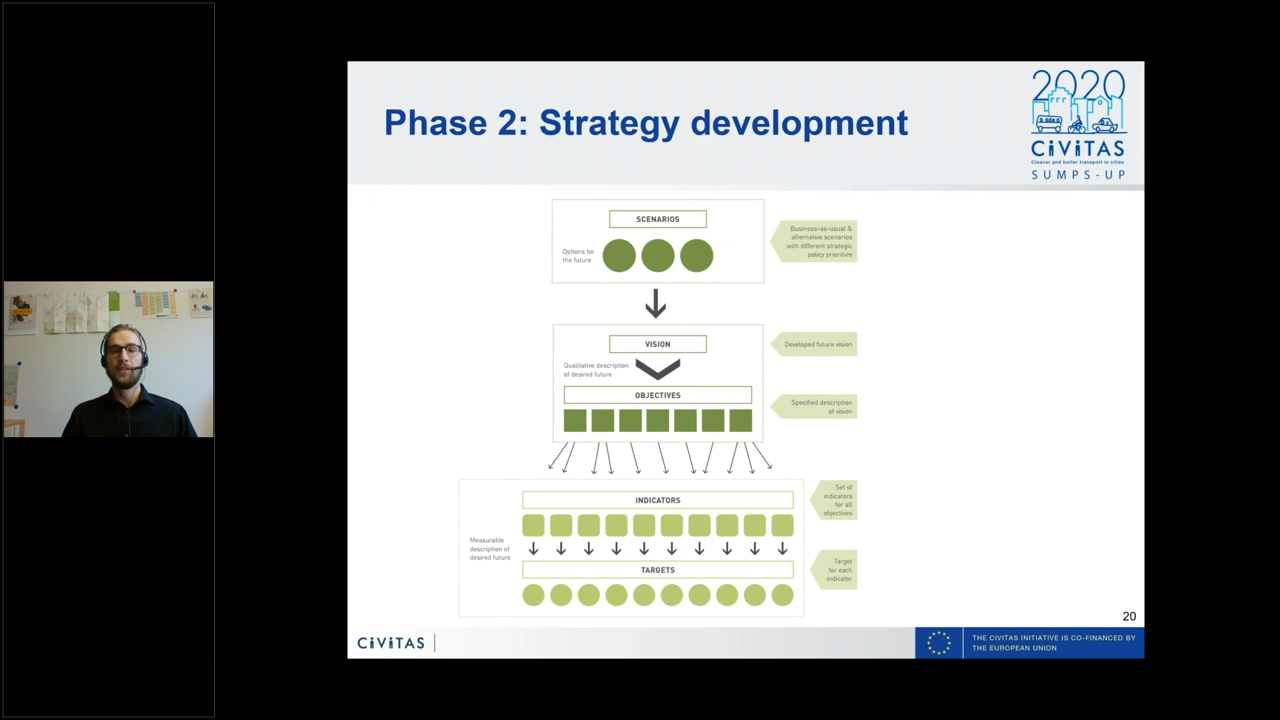 Phase 2: Strategy development
2020
CiViTAS
Cleaner and better transport in cities
SUMPS-UP
SCENARIOS
Options for
the future
Business-as-usual &
alternative scenarios
with different strategic
policy priorities
VISION
Qualitative description
of desired future
Developed future vision
OBJECTIVES
Specified description
of vision
INDICATORS
Set of
indicators
for all
objectives
Measurable
description of
desired future
TARGETS
Target
for each
indicator
20
CiViTAS
THE CIVITAS INITIATIVE IS CO-FINANCED BY
THE EUROPEAN UNION